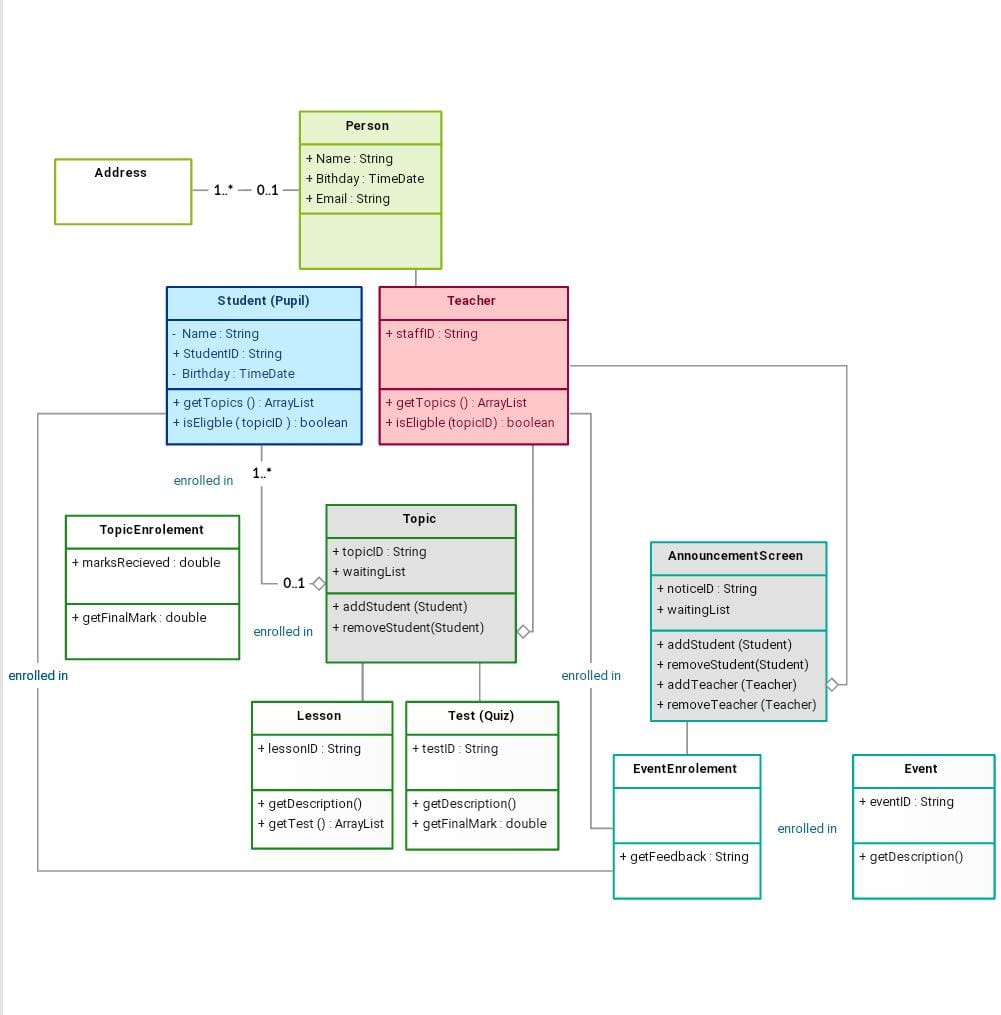 Person
+ Name : String
+ Bithday : TimeDate
+ Email : String
Address
1..*
0..1
Student (Pupil)
- Name : String
+ StudentID : String
- Birthday : TimeDate
+ getTopics () : ArrayList
+ isEligble ( topicID ) : boolean
Teacher
+ staffID : String
+ getTopics () : ArrayList
+ isEligble (topicID) : boolean
1..*
enrolled in
TopicEnrolement
+ marksRecieved : double
+ getFinalMark : double
Topic
+ topicID : String
+ waitingList
+ addStudent (Student)
+ removeStudent(Student)
0..1
enrolled in
AnnouncementScreen
+ noticeID : String
+ waitingList
+ addStudent (Student)
+ removeStudent(Student)
+ addTeacher (Teacher)
+ removeTeacher (Teacher)
enrolled in
enrolled in
Lesson
+ lessonID : String
+ getDescription()
+ getTest () : ArrayList
Test (Quiz)
+ testID : String
+ getDescription()
+ getFinalMark : double
EventEnrolement
+ getFeedback : String
enrolled in
Event
+ eventID : String
+ getDescription()